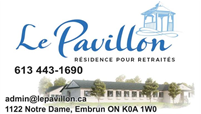 Le Pavillon
RÉSIDENCE POUR RETRAITÉS
613 443-1690
admin@lepavillon.ca
1122 Notre Dame, Embrun ON K0A 1W0